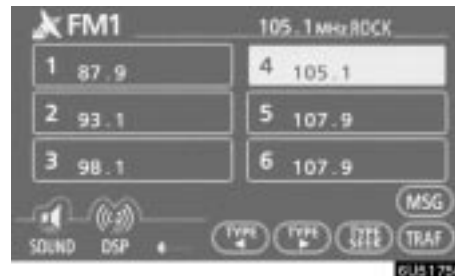 FM1 105.1 MHz ROCK
1 87.9 4 105.1
2 93.1 5 107.9
3 98.1 6 107.9
MSG
SOUND DSP TYPE TYPE TYPE SEEK TRAF
6U5175